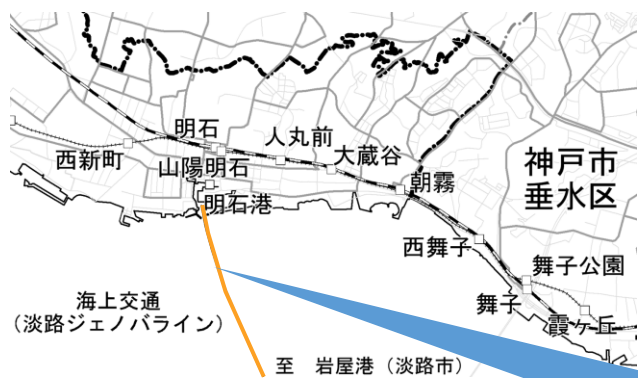 明石
人丸前
西新町
大蔵谷
山陽明石
朝霧
神戸市
垂水区
明石港
西舞子
舞子公園
舞子
海上交通
（淡路ジェノバライン）
霞ヶ丘
至 岩屋港（淡路市）